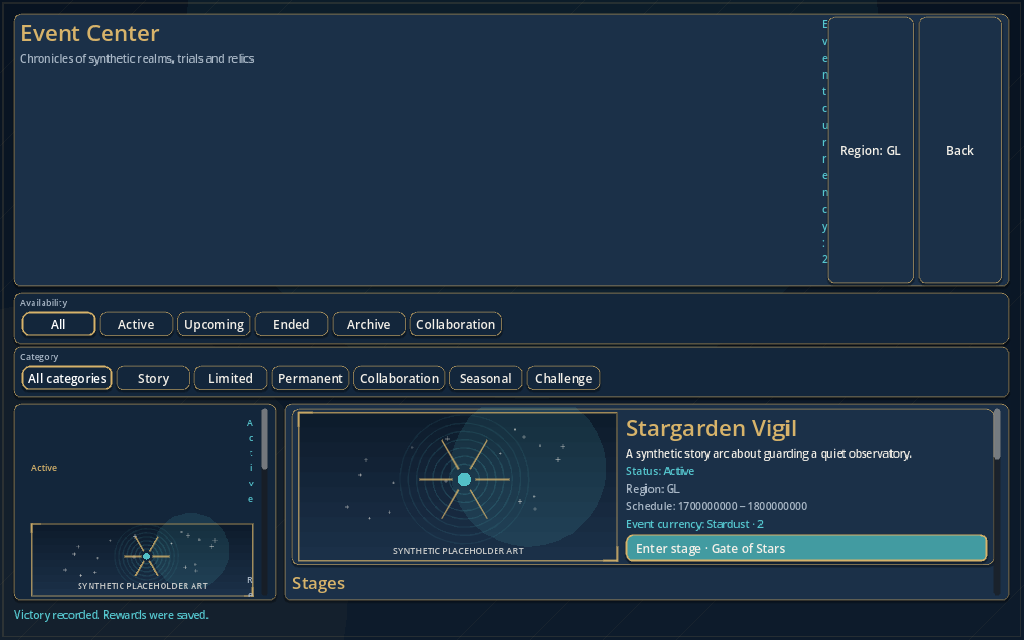 Event Center
Chronicles of synthetic realms, trials and relics
Event currency: 2
Region: GL
Back
Availability
All
Active
Upcoming
Ended
Archive
Collaboration
Category
All categories
Story
Limited
Permanent
Collaboration
Seasonal
Challenge
Active
Active
SYNTHETIC PLACEHOLDER ART
R
SYNTHETIC PLACEHOLDER ART
Stargarden Vigil
A synthetic story arc about guarding a quiet observatory.
Status: Active
Region: GL
Schedule: 1700000000 – 1800000000
Event currency: Stardust · 2
Enter stage · Gate of Stars
Stages
Victory recorded. Rewards were saved.